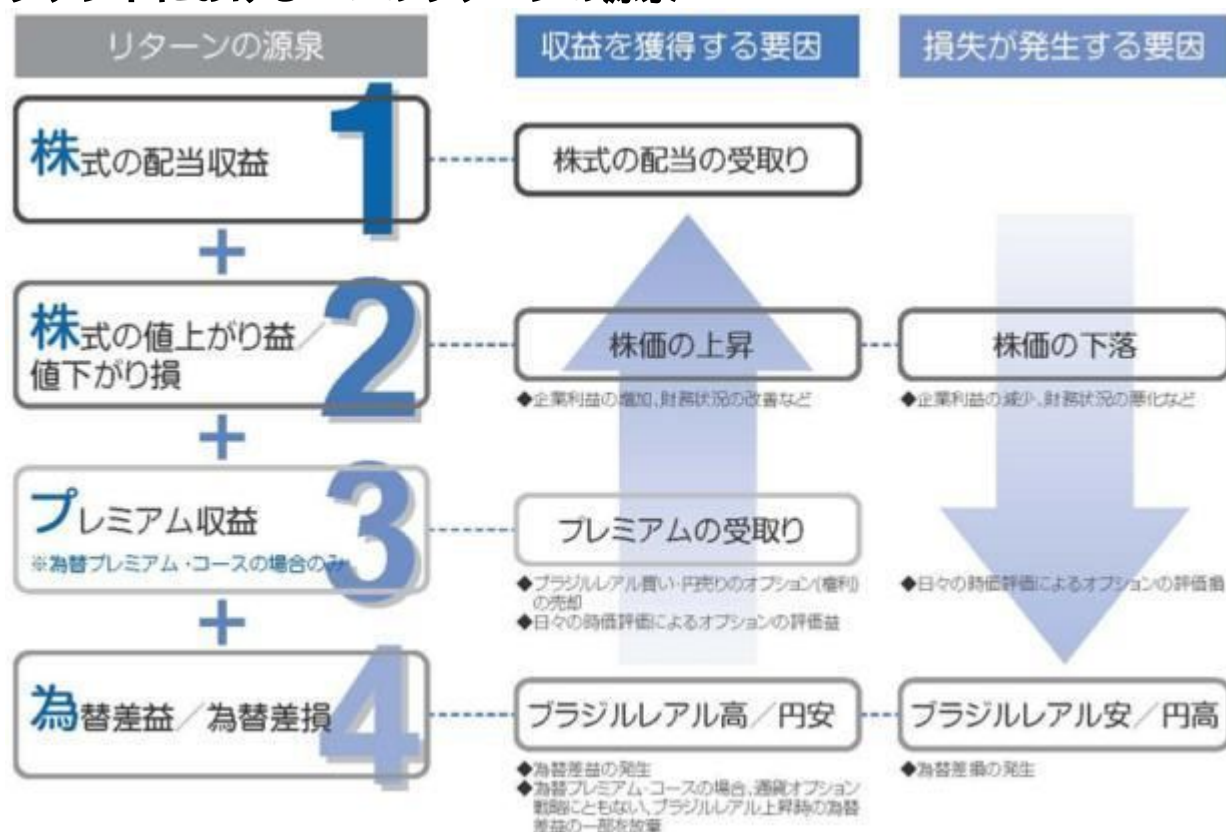 リターンの源泉
収益を獲得する要因
損失が発生する要因
株式の配当収益
1
株式の配当の受取り
+
株式の値上がり益／
値下がり損
2
株価の上昇
◆企業利益の増加、財務状況の改善など
株価の下落
◆企業利益の減少、財務状況の悪化など
+
プレミアム収益
※為替プレミアム・コースの場合のみ
3
プレミアムの受取り
◆ブラジルレアル買い・円売りのオプション(権利)
の売却
◆日々の時価評価によるオプションの評価益
◆日々の時価評価によるオプションの評価損
+
為替差益／為替差損
4
ブラジルレアル高／円安
◆為替差益の発生
◆為替プレミアム・コースの場合、通貨オプション
戦略にともない、ブラジルレアル上昇時の為替
差益の一部を放棄
ブラジルレアル安／円高
◆為替差損の発生